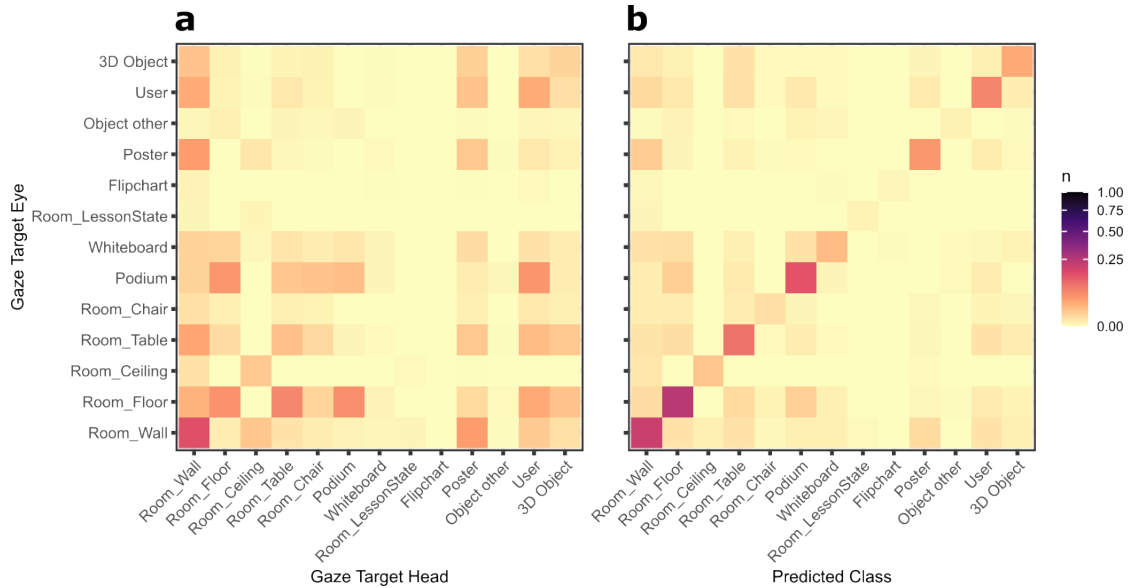 a
b
3D Object
User
Object other
Poster
Flipchart
Room_LessonState
Whiteboard
Podium
Room_Chair
Room_Table
Room_Ceiling
Room_Floor
Room_Wall
Gaze Target Eye
Room_Wall
Room_Floor
Room_Ceiling
Room_Table
Room_Chair
Podium
Whiteboard
Room_LessonState
Flipchart
Poster
Object other
User
3D Object
Gaze Target Head
Room_Wall
Room_Floor
Room_Ceiling
Room_Table
Room_Chair
Podium
Whiteboard
Room_LessonState
Flipchart
Poster
Object other
User
3D Object
Predicted Class
n
1.00
0.75
0.50
0.25
0.00